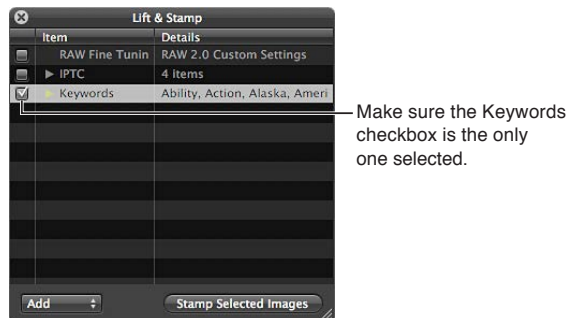 Lift & Stamp
Item Details
RAW Fine Tunin RAW 2.0 Custom Settings
IPTC 4 items
Keywords Ability, Action, Alaska, Ameri
Make sure the Keywords
checkbox is the only
one selected.
Add Stamp Selected Images